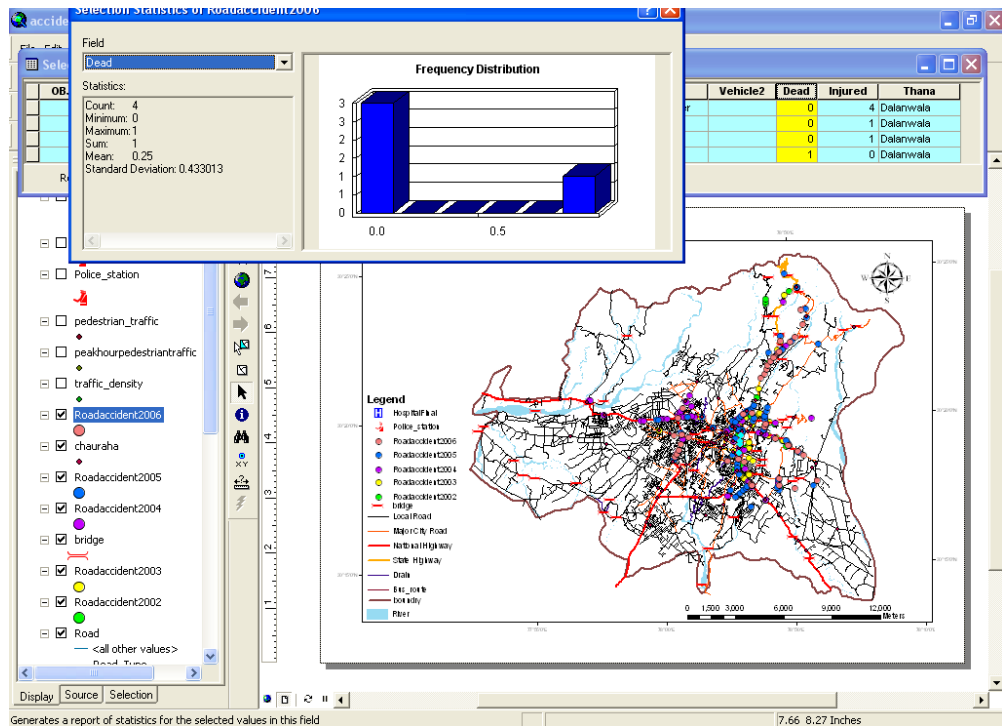 accide
Selection Statistics of Roadaccident2006
Field
Dead
Statistics:
Count: 4
Minimum: 0
Maximum: 1
Sum: 1
Mean: 0.25
Standard Deviation: 0.433013
Frequency Distribution
3
3
2
2
1
1
0
0.0 0.5
File Edit
Vehicle2 Dead Injured Thana
0 4 Dalanwala
0 1 Dalanwala
0 1 Dalanwala
1 0 Dalanwala
Police_station
pedestrian_traffic
peakhourpedestriantraffic
traffic_density
Roadaccident2006
chauraha
Roadaccident2005
Roadaccident2004
bridge
Roadaccident2003
Roadaccident2002
Road
<all other values>
Road_Type
Display Source Selection
Generates a report of statistics for the selected values in this field
7.66 8.27 Inches
N
W E
S
Legend
HospitalFinal
Police_station
Roadaccident2006
Roadaccident2005
Roadaccident2004
Roadaccident2003
Roadaccident2002
bridge
Local Road
Major City Road
National Highway
State Highway
Drain
Bus_route
boundry
River
0 1,500 3,000 6,000 9,000 12,000
Meters